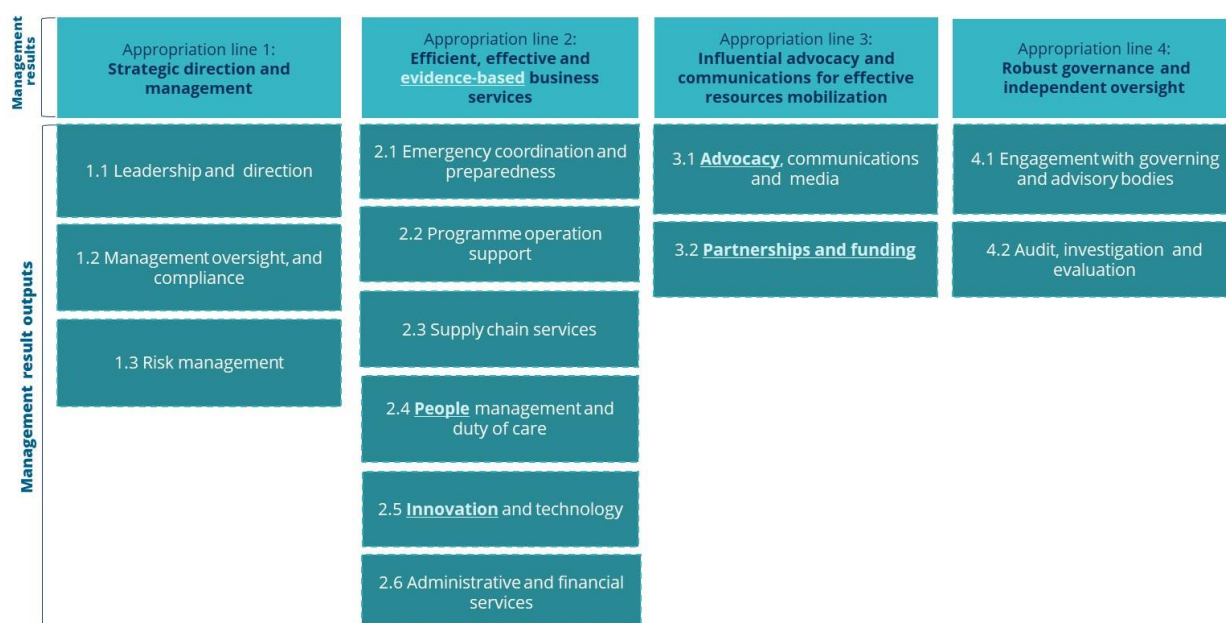 Management
results
Appropriation line 1:
Strategic direction and
management
Appropriation line 2:
Efficient, effective and
evidence-based business
services
Appropriation line 3:
Influential advocacy and
communications for effective
resources mobilization
Appropriation line 4:
Robust governance and
independent oversight
Management result outputs
1.1 Leadership and direction
1.2 Management oversight, and
compliance
1.3 Risk management
2.1 Emergency coordination and
preparedness
2.2 Programme operation
support
2.3 Supply chain services
2.4 People management and
duty of care
2.5 Innovation and technology
2.6 Administrative and financial
services
3.1 Advocacy, communications
and media
3.2 Partnerships and funding
4.1 Engagement with governing
and advisory bodies
4.2 Audit, investigation and
evaluation